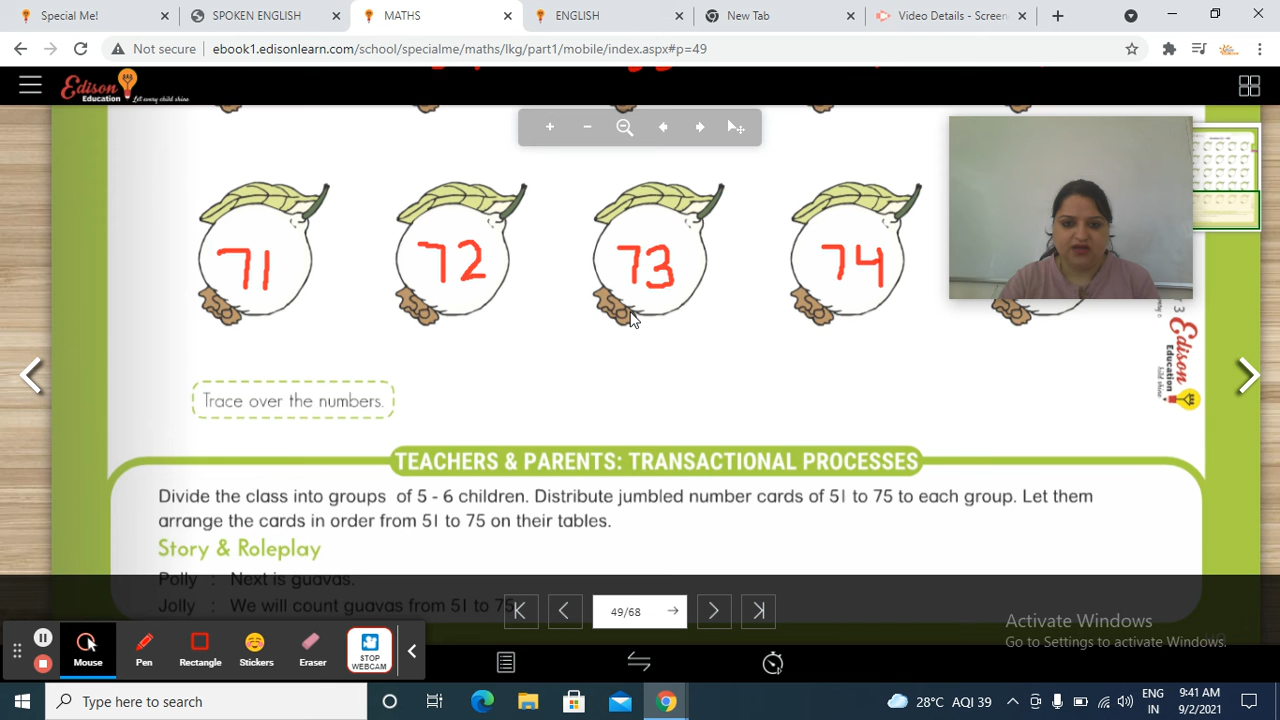 Special Me!
SPOKEN ENGLISH
MATHS
ENGLISH
New Tab
Video Details - Screen
Not secure
ebook1.edisonlearn.com/school/specialme/maths/lkg/part1/mobile/index.aspx#p=49
Edison
Education
Let every child shine
71 72 73 74
Edison
Education
Trace over the numbers.
TEACHERS & PARENTS: TRANSACTIONAL PROCESSES
Divide the class into groups of 5 - 6 children. Distribute jumbled number cards of 51 to 75 to each group. Let them
arrange the cards in order from 51 to 75 on their tables.
Story & Roleplay
Polly : Next is guavas.
Jolly : We will count guavas from 51 to 75
49/68
Activate Windows
Go to Settings to activate Windows.
Mouse
Pen
Rectangle
Stickers
Eraser
STOP
WEBCAM
Type here to search
28°C AQI 39
ENG
IN
9:41 AM
9/2/2021